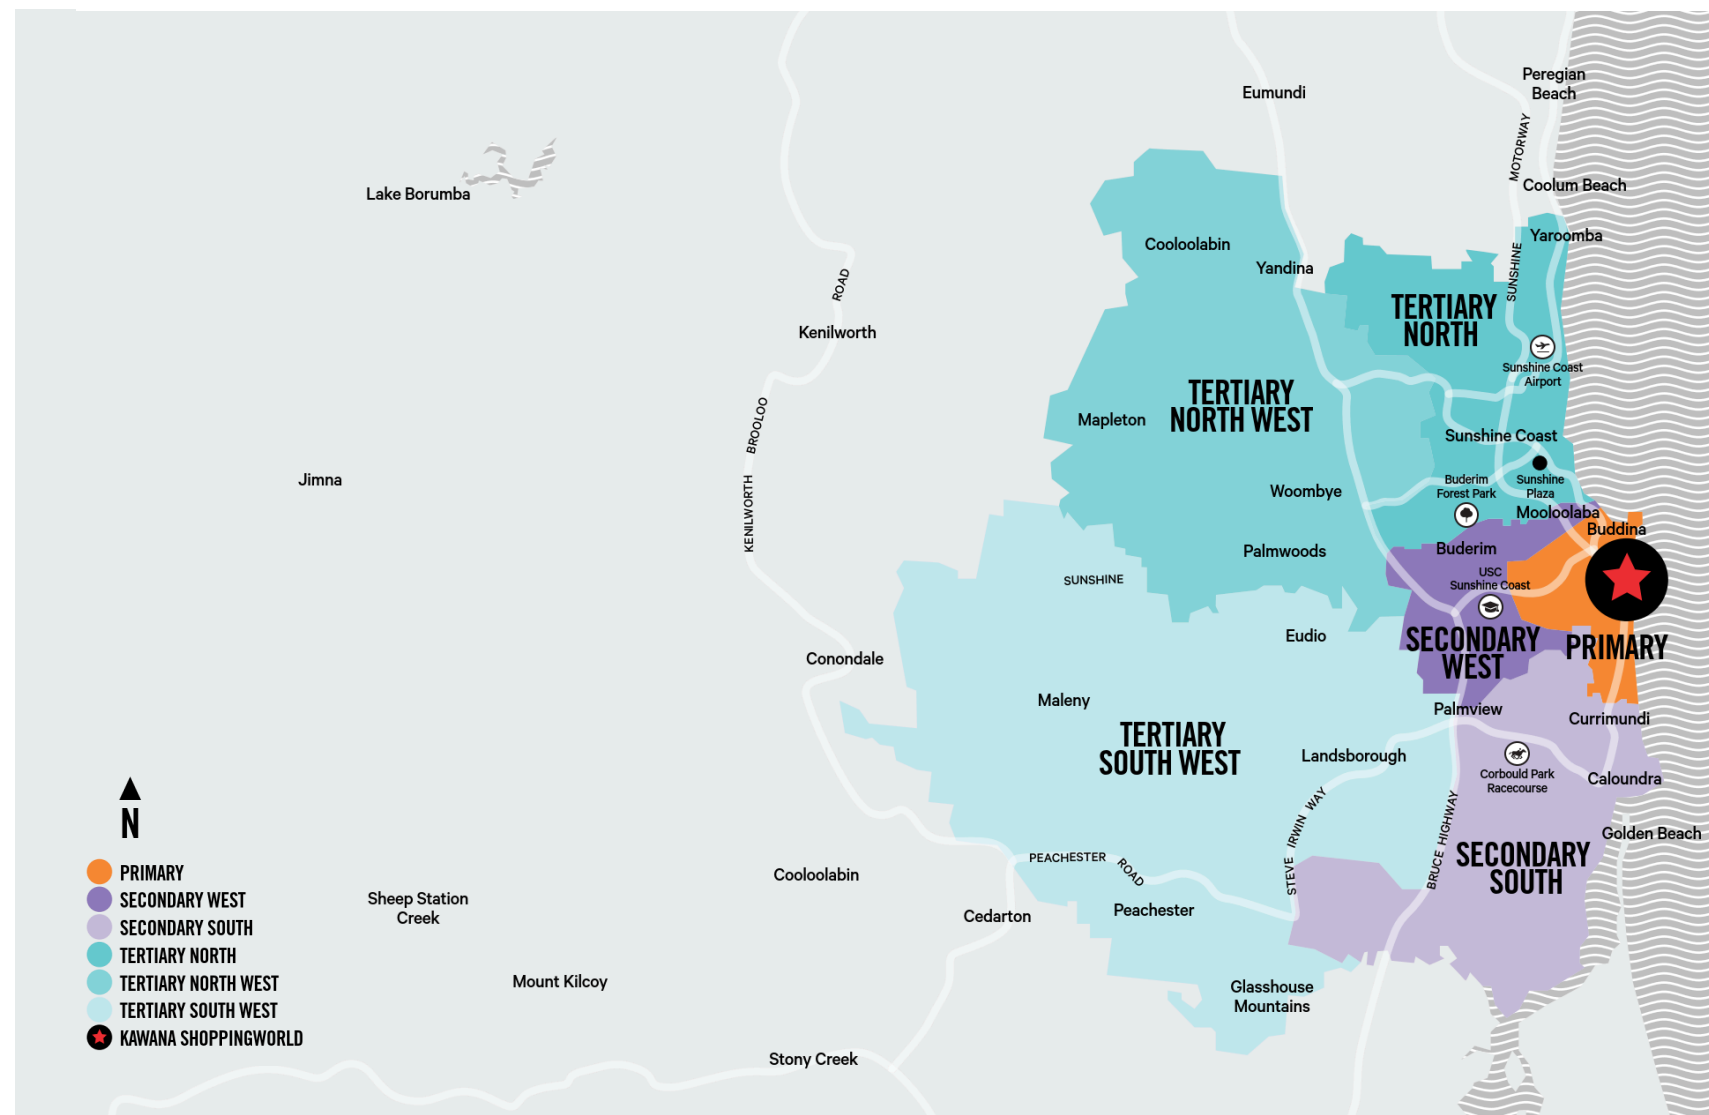 Peregian
Beach
Eumundi
MOTORWAY
Coolum Beach
Lake Borumba
Yaroomba
Cooloolabin
Yandina
SUNSHINE
ROAD
TERTIARY
NORTH
Kenilworth
Sunshine Coast
Airport
TERTIARY
NORTH WEST
BROOLOO
Mapleton
Sunshine Coast
Jimna
Buderim
Forest Park
Sunshine
Plaza
Woombye
KENILWORTH
Mooloolaba
Buddina
Palmwoods
Buderim
SUNSHINE
USC
Sunshine Coast
Eudio
SECONDARY
WEST
PRIMARY
Conondale
Maleny
Palmview
Currimundi
TERTIARY
SOUTH WEST
Landsborough
Corbould Park
Racecourse
Caloundra
STEVE IRWIN WAY
BRUCE HIGHWAY
Golden Beach
SECONDARY
SOUTH
PEACHESTER ROAD
Cooloolabin
Sheep Station
Creek
Cedarton
Peachester
Mount Kilcoy
Glasshouse
Mountains
Stony Creek
N
PRIMARY
SECONDARY WEST
SECONDARY SOUTH
TERTIARY NORTH
TERTIARY NORTH WEST
TERTIARY SOUTH WEST
KAWANA SHOPPINGWORLD